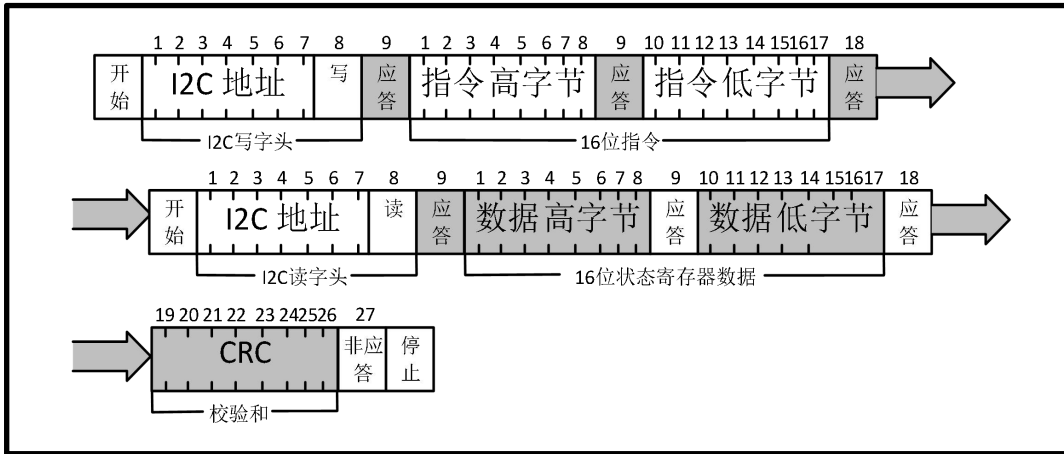 1 2 3 4 5 6 7 8 9 1 2 3 4 5 6 7 8 9 10 11 12 13 14 15 16 17 18
开始 I2C 地址 写 应答 指令高字节 应答 指令低字节 应答
I2C写字头 16位指令
1 2 3 4 5 6 7 8 9 1 2 3 4 5 6 7 8 9 10 11 12 13 14 15 16 17 18
开始 I2C 地址 读 应答 数据高字节 应答 数据低字节 应答
I2C读字头 16位状态寄存器数据
19 20 21 22 23 24 25 26 27
CRC 非应答 停止
校验和